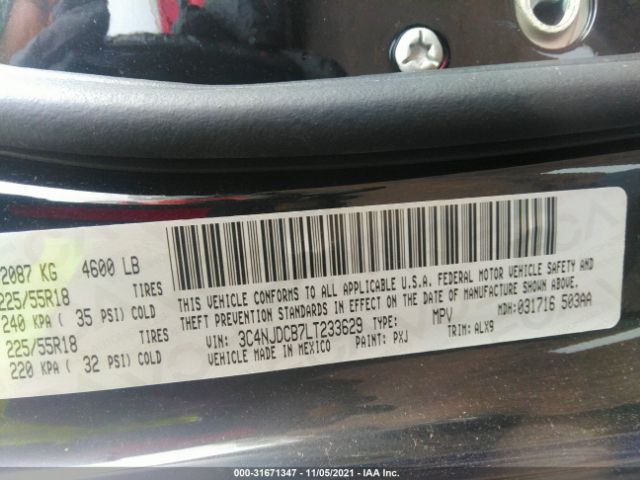 2087 KG 4600 LB
225/55R18 TIRES
240 KPA ( 35 PSI) COLD
225/55R18 TIRES
220 KPA ( 32 PSI) COLD
THIS VEHICLE CONFORMS TO ALL APPLICABLE U.S.A. FEDERAL MOTOR VEHICLE SAFETY AND
THEFT PREVENTION STANDARDS IN EFFECT ON THE DATE OF MANUFACTURE SHOWN ABOVE.
VIN: 3C4NJDCB7LT233629 TYPE: MPV MDH:031716 503AA
VEHICLE MADE IN MEXICO PAINT: PXJ TRIM: ALX9
000-31671347 - 11/05/2021 - IAA Inc.